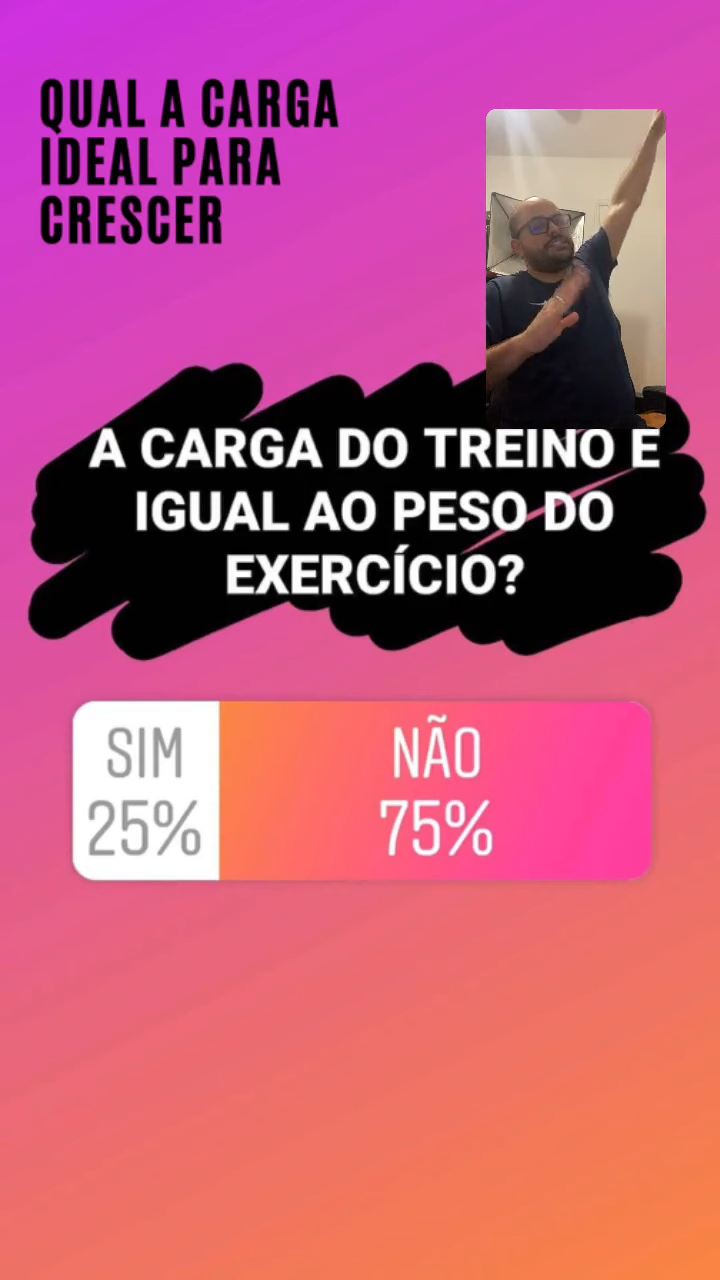 QUAL A CARGA
IDEAL PARA
CRESCER
A CARGA DO TREINO E
IGUAL AO PESO DO
EXERCÍCIO?
SIM
NÃO
25%
75%